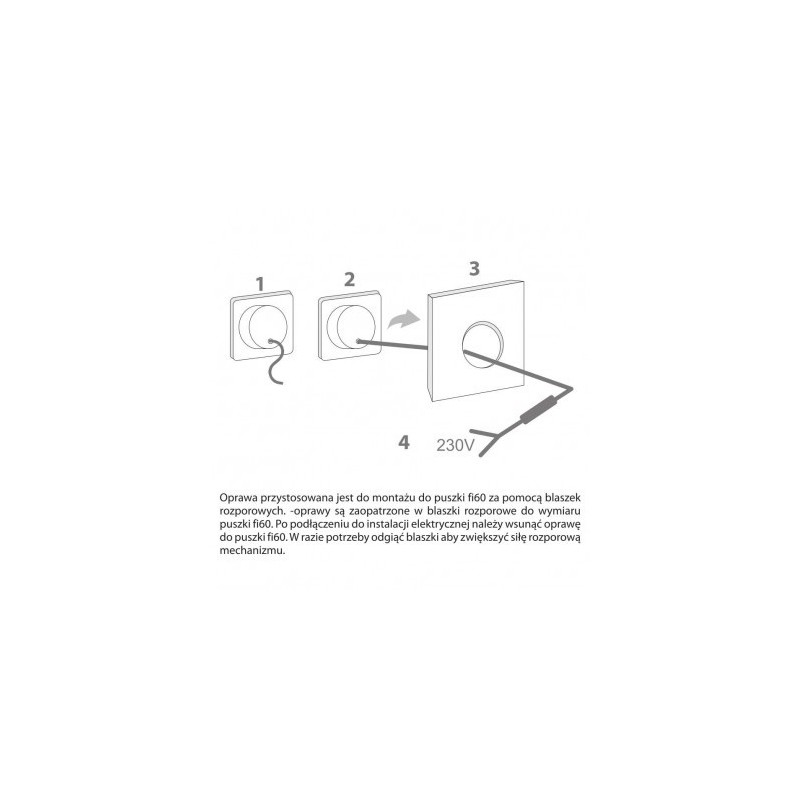 1
2
3
4
230V
Oprawa przystosowana jest do montażu do puszki fi60 za pomocą blaszek
rozporowych. -oprawy są zaopatrzone w blaszki rozporowe do wymiaru
puszki fi60. Po podłączeniu do instalacji elektrycznej należy wsunąć oprawę
do puszki fi60. W razie potrzeby odgiąć blaszki aby zwiększyć siłę rozporową
mechanizmu.